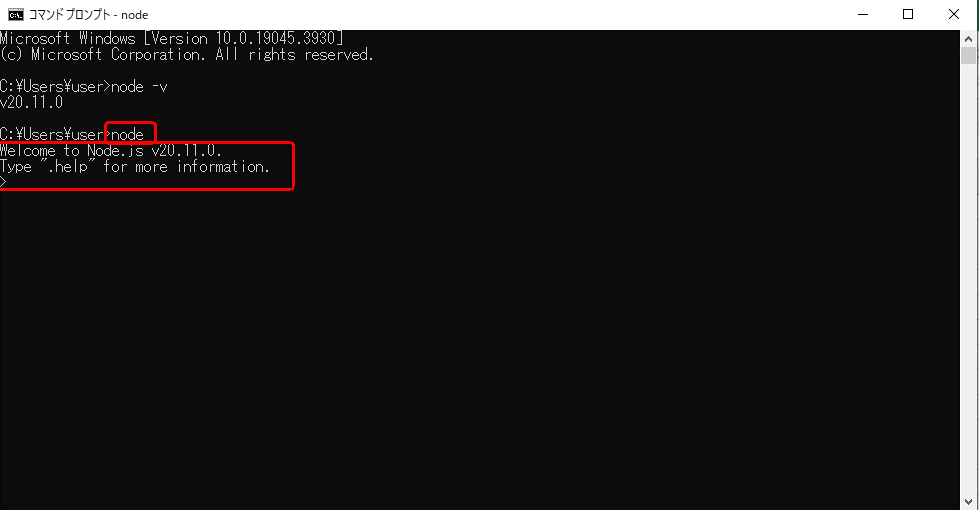 コマンド プロンプト - node
Microsoft Windows [Version 10.0.19045.3930]
(c) Microsoft Corporation. All rights reserved.
C:¥Users¥user>node -v
v20.11.0
C:¥Users¥user>node
Welcome to Node.js v20.11.0.
Type ".help" for more information.
>